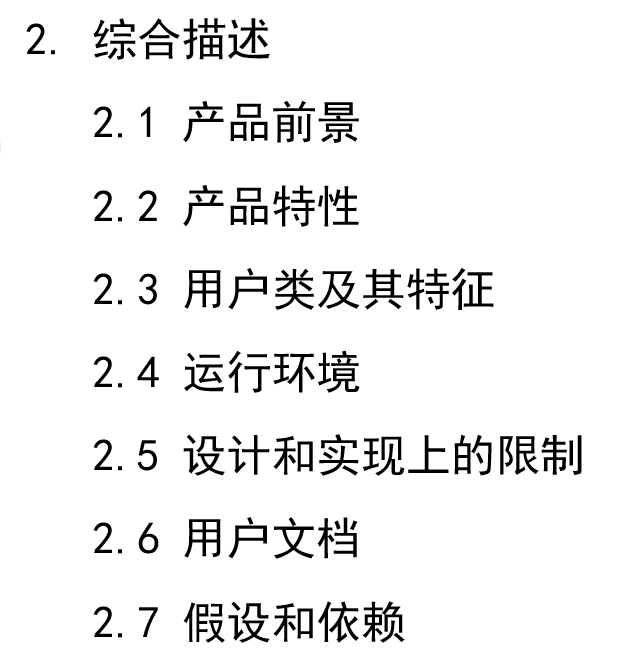 2. 综合描述
2.1 产品前景
2.2 产品特性
2.3 用户类及其特征
2.4 运行环境
2.5 设计和实现上的限制
2.6 用户文档
2.7 假设和依赖